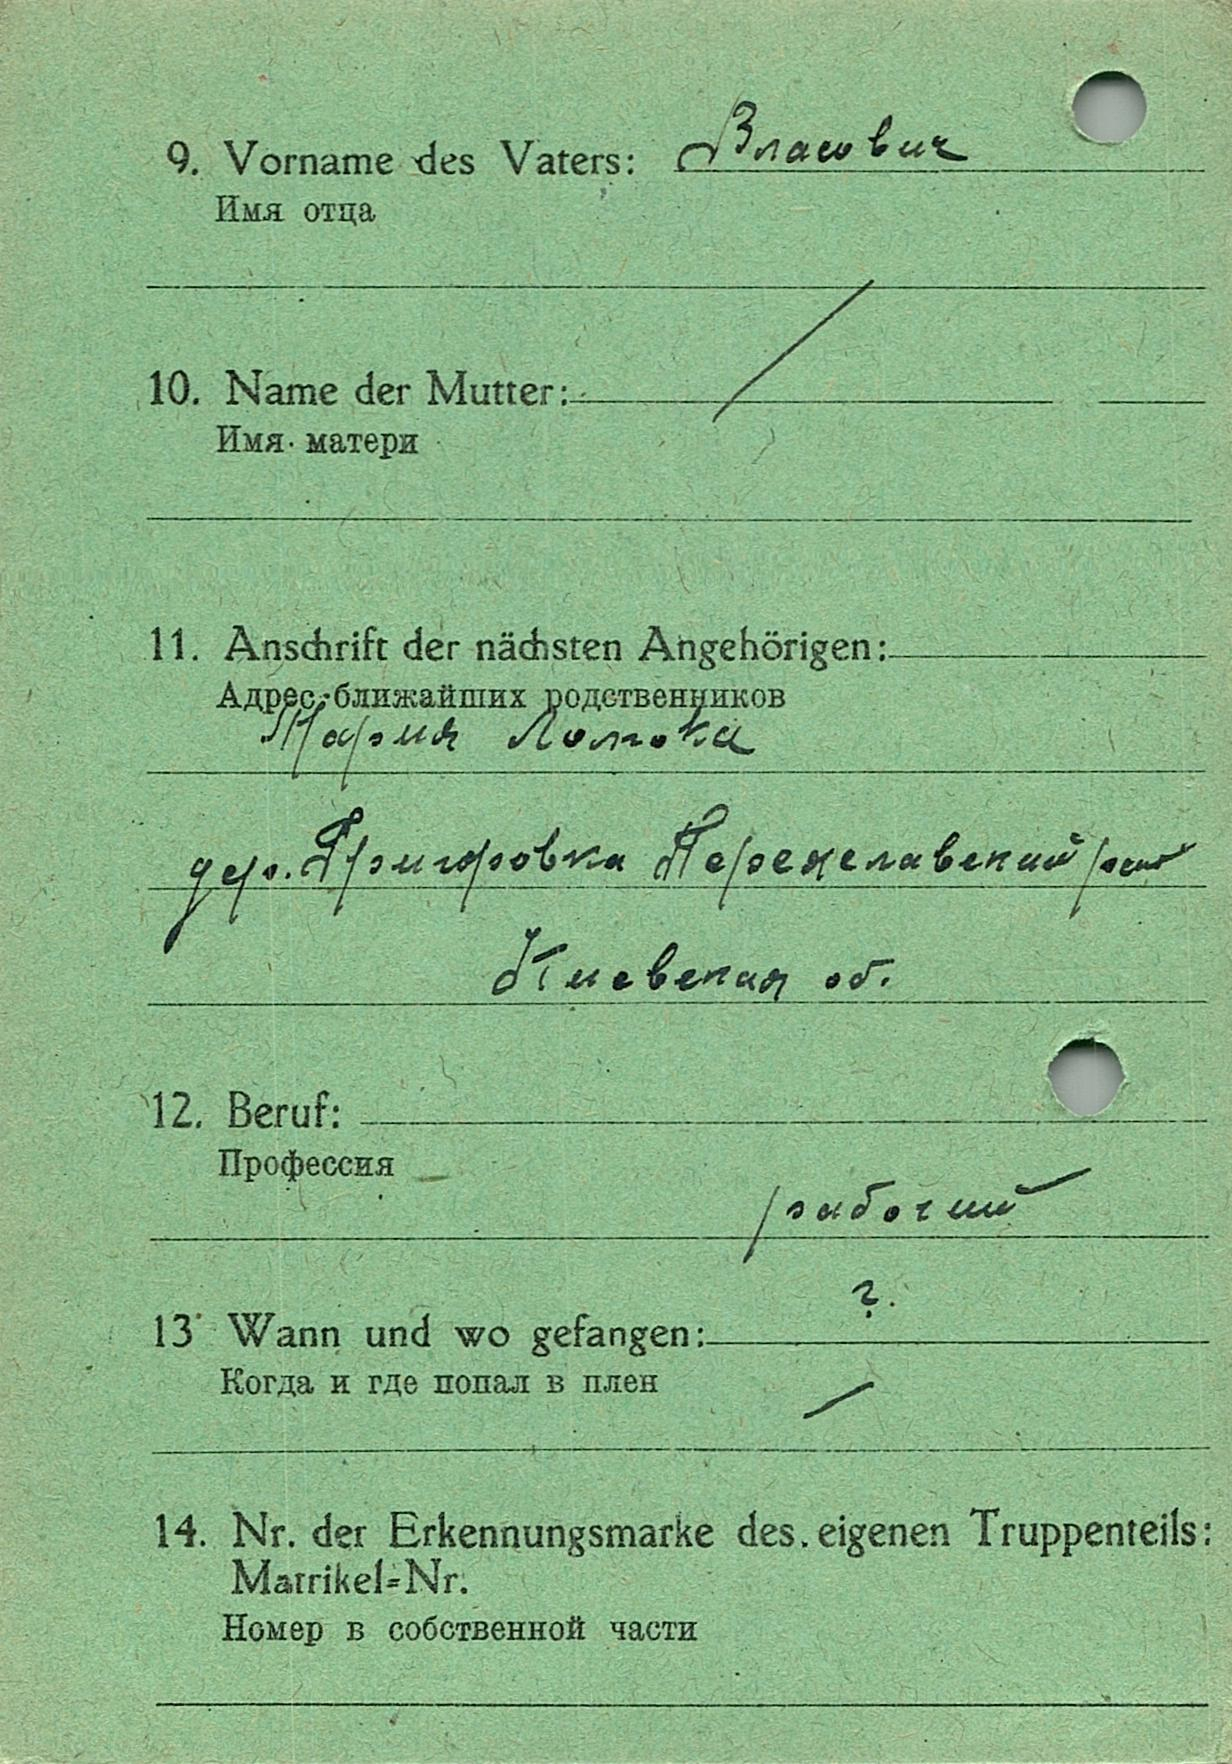 9. Vorname des Vaters: Власович
Имя отца
10. Name der Mutter:
Имя матери
11. Anschrift der nächsten Angehörigen:
Адрес ближайших родственников
Мария
дер. Григоровка Переяславский район
Киевская об.
12. Beruf:
Профессия
рабочий
?.
13 Wann und wo gefangen:
Когда и где попал в плен
14. Nr. der Erkennungsmarke des eigenen Truppenteils:
Matrikel=Nr.
Номер в собственной части